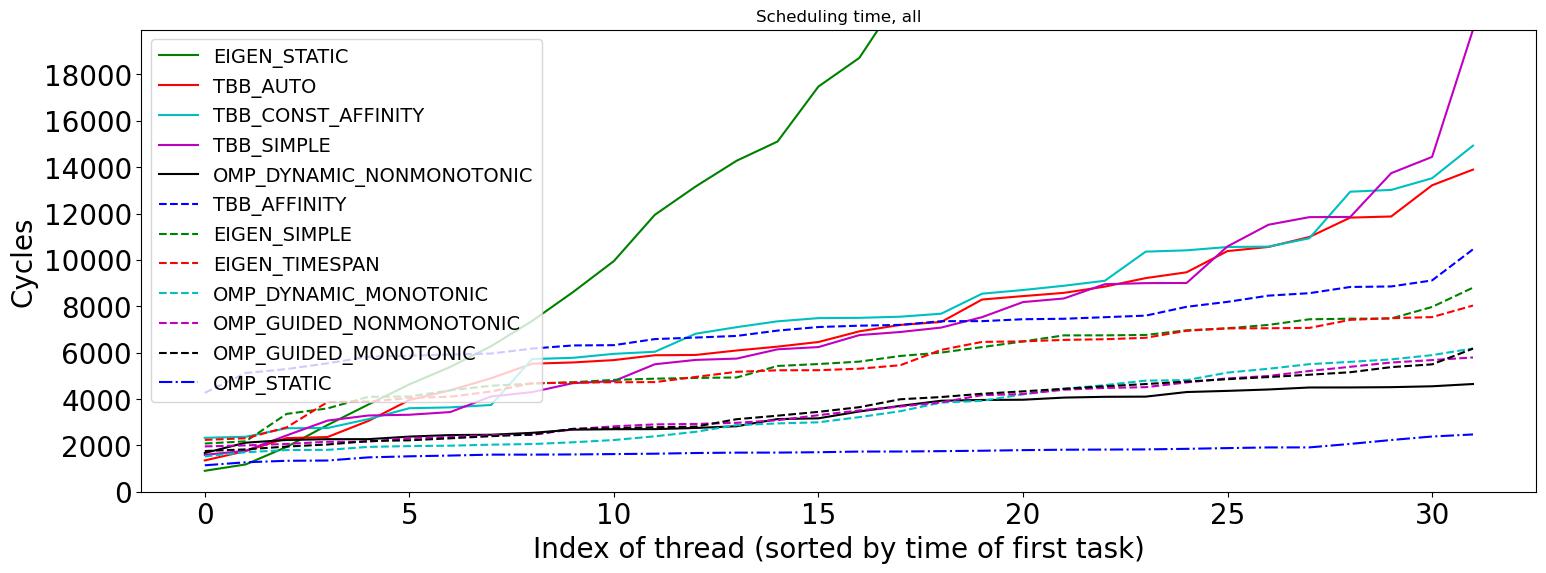 Scheduling time, all
EIGEN_STATIC
TBB_AUTO
TBB_CONST_AFFINITY
TBB_SIMPLE
OMP_DYNAMIC_NONMONOTONIC
TBB_AFFINITY
EIGEN_SIMPLE
EIGEN_TIMESPAN
OMP_DYNAMIC_MONOTONIC
OMP_GUIDED_NONMONOTONIC
OMP_GUIDED_MONOTONIC
OMP_STATIC
18000
16000
14000
12000
10000
8000
6000
4000
2000
0
Cycles
0 5 10 15 20 25 30
Index of thread (sorted by time of first task)